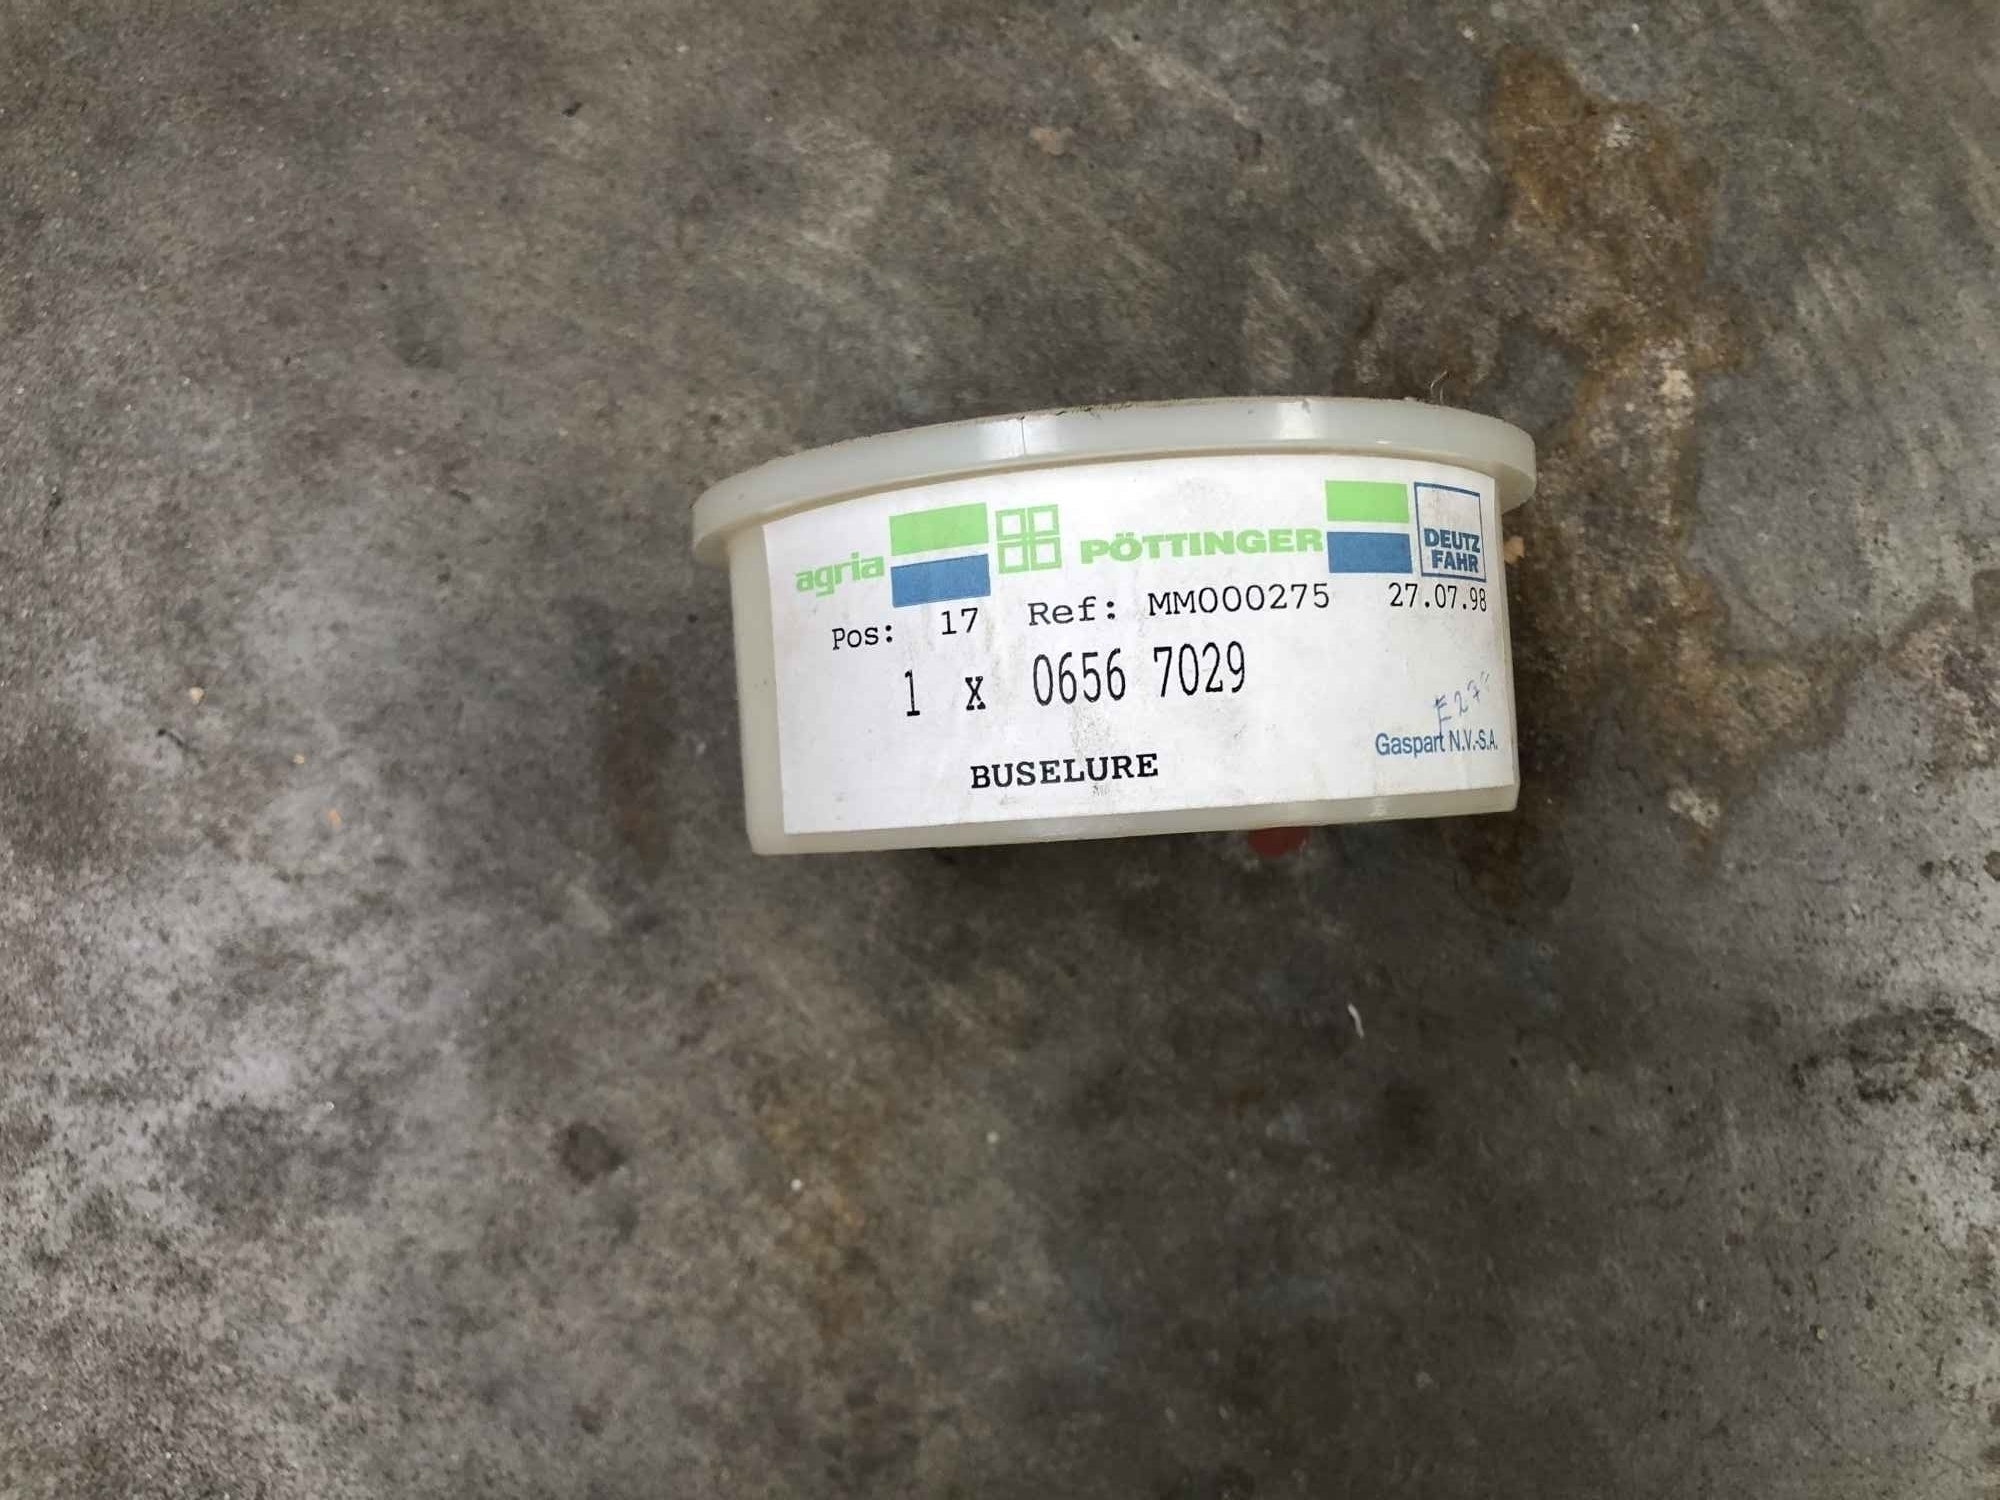 agria PÖTTINGER DEUTZ FAHR
Pos: 17 Ref: MM000275 27.07.98
1 x 0656 7029
Gaspart N.V.-S.A.
BUSELURE